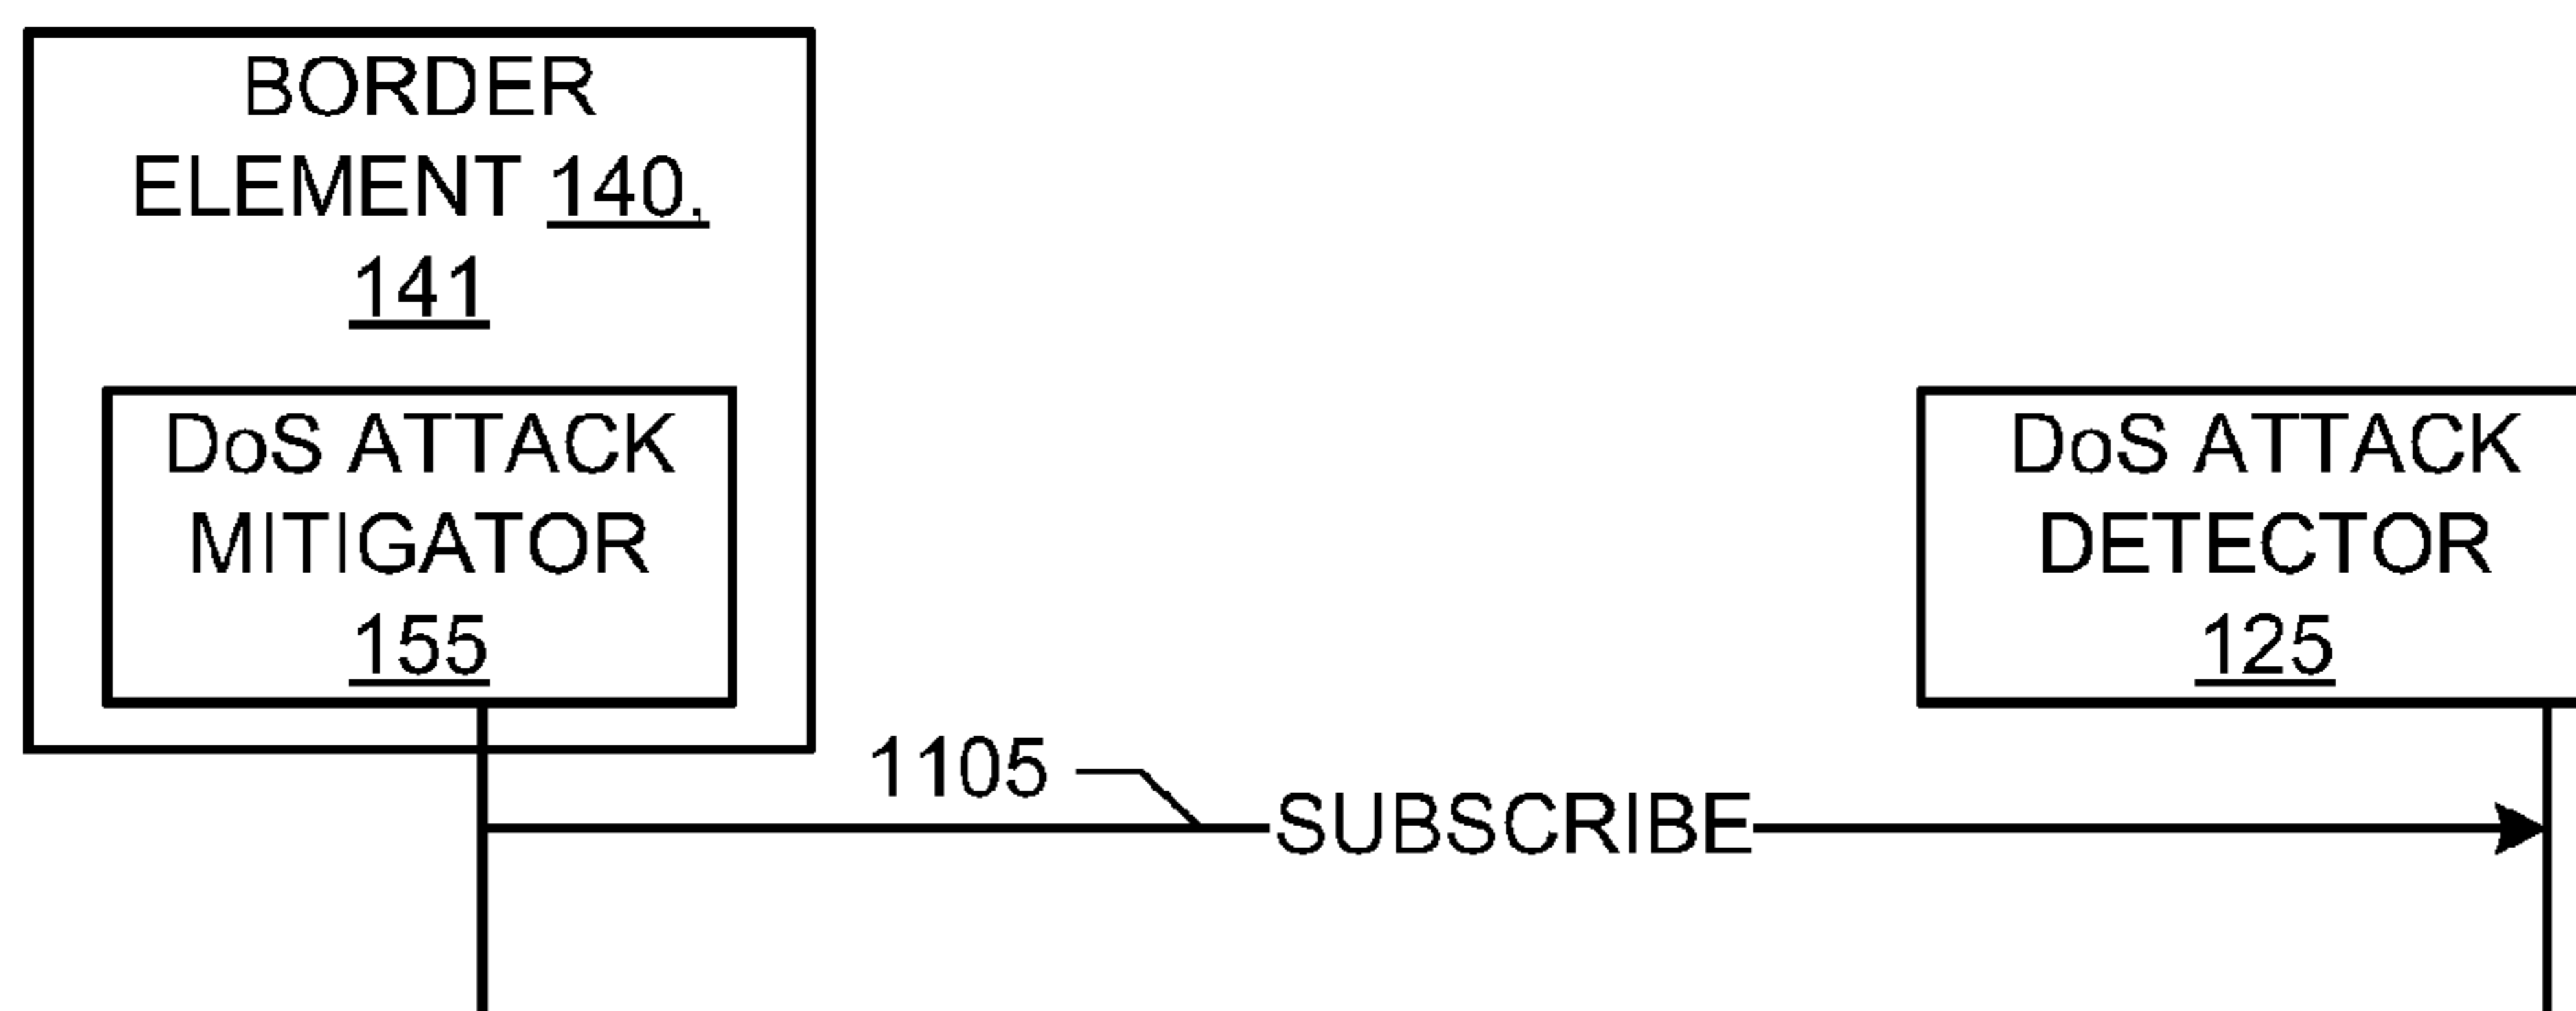 BORDER
ELEMENT 140,
141
DoS ATTACK
MITIGATOR
155
DoS ATTACK
DETECTOR
125
1105
SUBSCRIBE